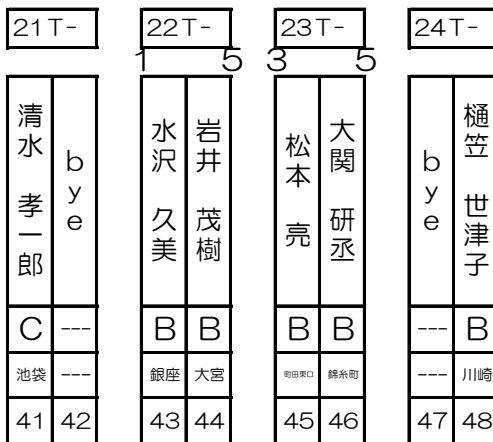 21T-
22T-
23T-
24T-
1 5
3 5
清水 孝一郎
bye
水沢 久美
岩井 茂樹
松本 亮
大関 研丞
bye
樋笠 世津子
C --- B B B B --- B
池袋 --- 銀座 大宮 町田東口 錦糸町 --- 川崎
41 42 43 44 45 46 47 48